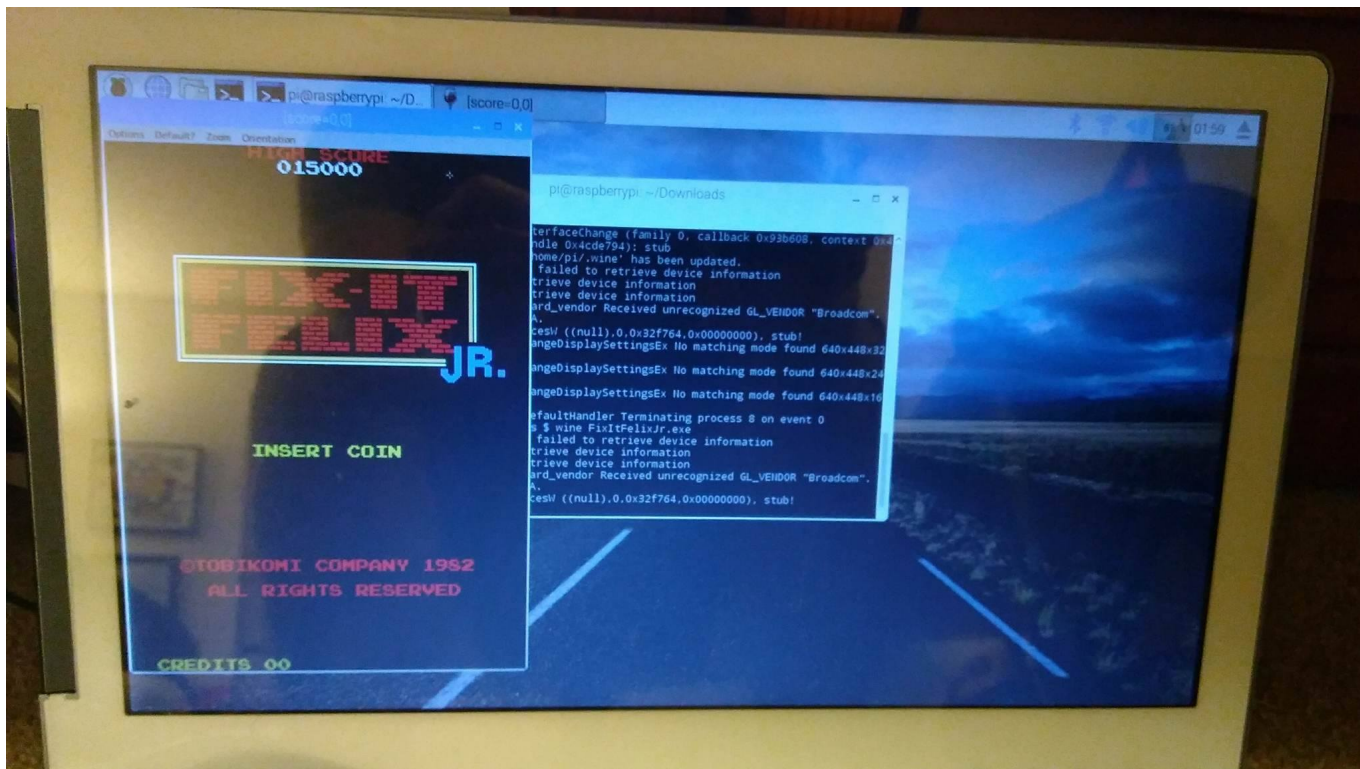 pi@raspberrypi: ~/D...
[score=0,0]
01:59
[score=0,0]
Options Default? Zoom Orientation
HIGH SCORE
015000
FIX-IT
FELIX
JR.
INSERT COIN
©TOBIKOMI COMPANY 1982
ALL RIGHTS RESERVED
CREDITS 00
pi@raspberrypi: ~/Downloads
terfaceChange (family 0, callback 0x93b608, context 0x4
ndle 0x4cde794): stub
home/pi/.wine' has been updated.
failed to retrieve device information
trieve device information
trieve device information
ard_vendor Received unrecognized GL_VENDOR "Broadcom".
A.
cesW ((null),0,0x32f764,0x00000000), stub!
angeDisplaySettingsEx No matching mode found 640x448x32
angeDisplaySettingsEx No matching mode found 640x448x24
angeDisplaySettingsEx No matching mode found 640x448x16
efaultHandler Terminating process 8 on event 0
s $ wine FixItFelixJr.exe
failed to retrieve device information
trieve device information
trieve device information
ard_vendor Received unrecognized GL_VENDOR "Broadcom".
A.
cesW ((null),0,0x32f764,0x00000000), stub!